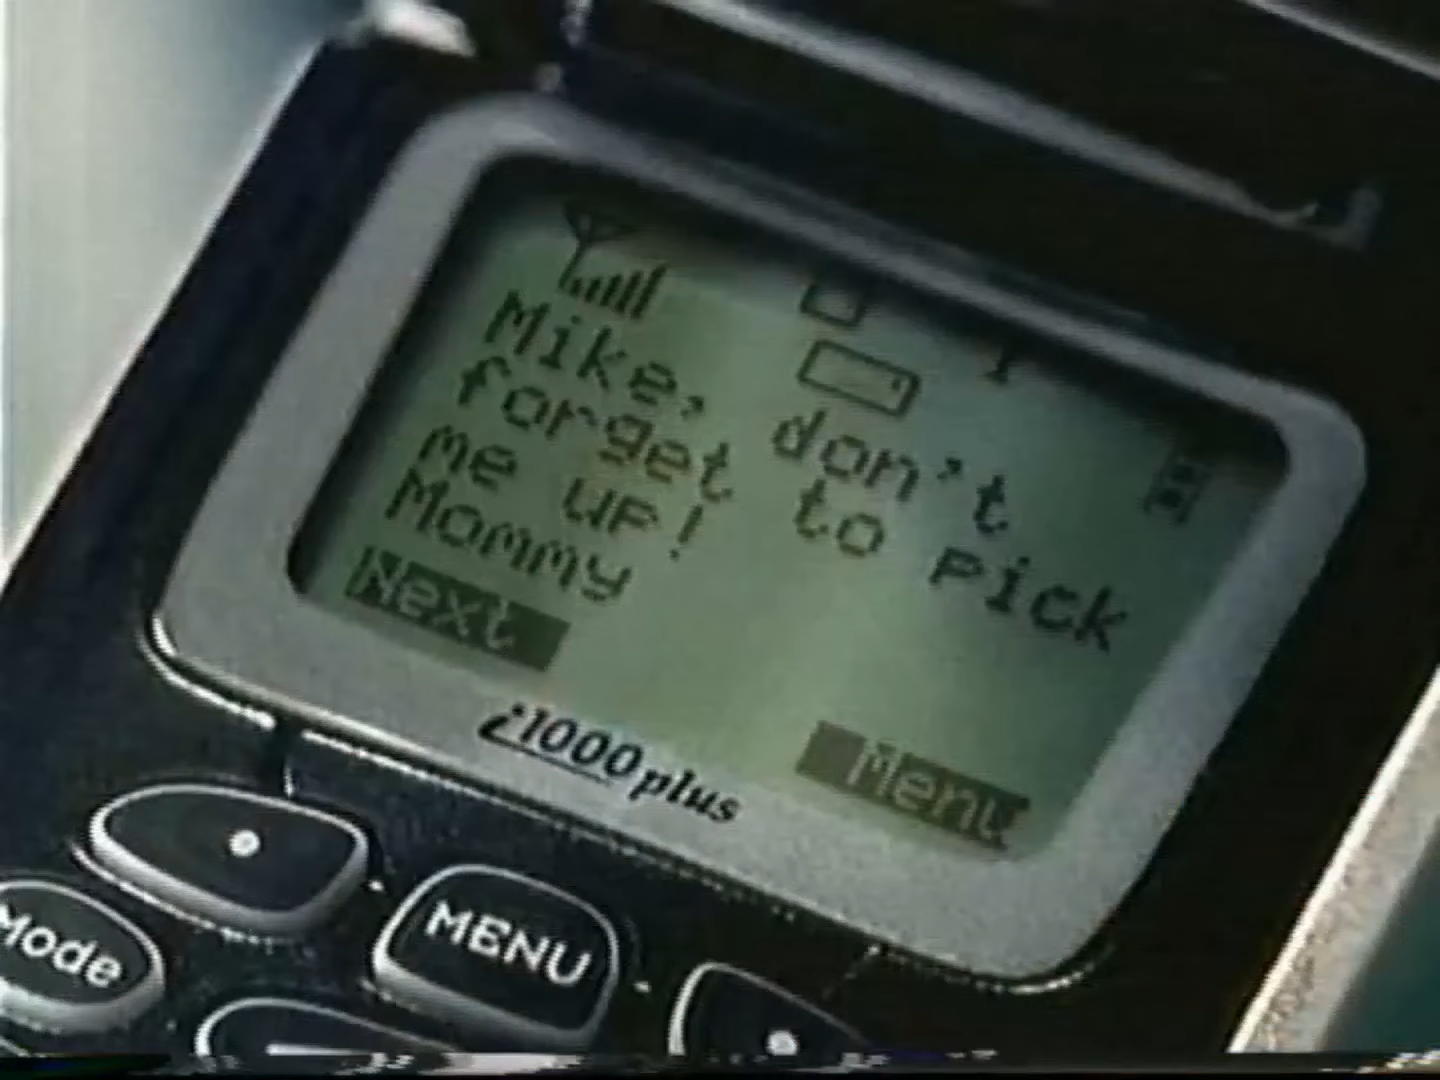 Mike, don't
forget to pick
me up!
Mommy
Next
Menu
i1000plus
Mode
MENU